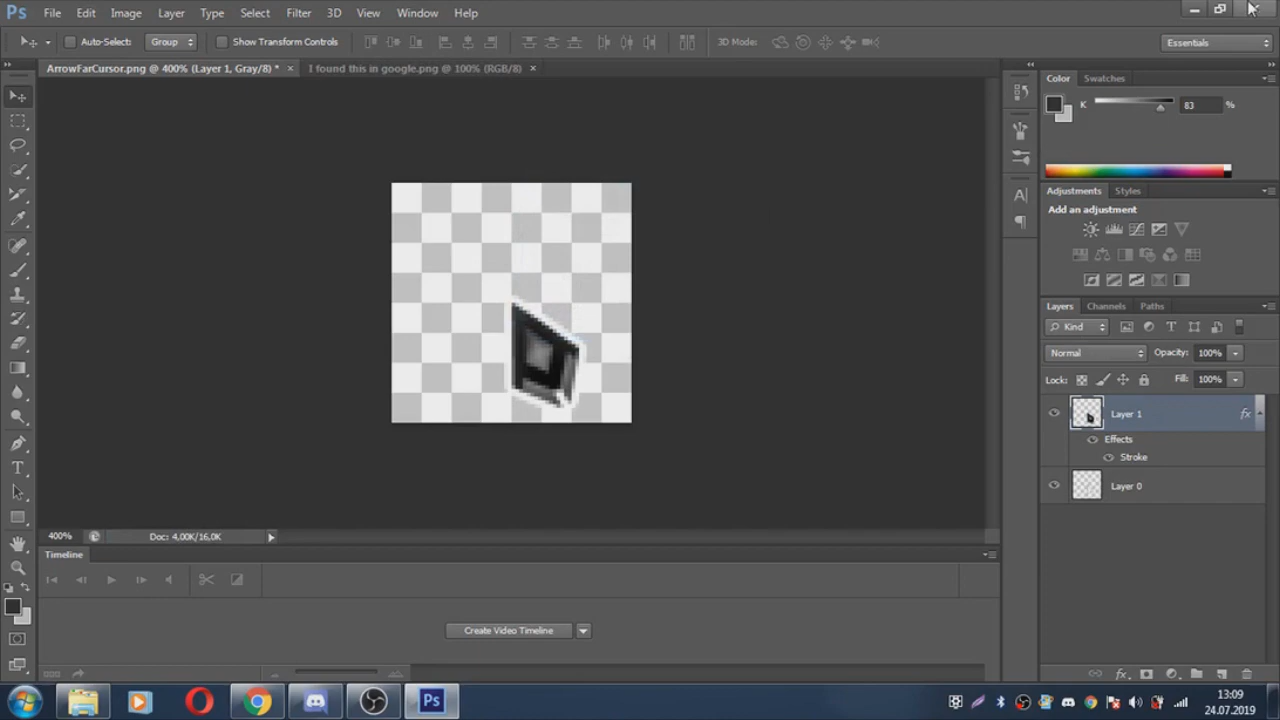 Ps File Edit Image Layer Type Select Filter 3D View Window Help
Auto-Select: Group Show Transform Controls 3D Mode: Essentials
ArrowFarCursor.png @ 400% (Layer 1, Gray/8) * × I found this in google.png @ 100% (RGB/8) ×
Color Swatches
K 83 %
Adjustments Styles
Add an adjustment
Layers Channels Paths
Kind
Normal Opacity: 100%
Lock: Fill: 100%
Layer 1 fx
Effects
Stroke
Layer 0
400% Doc: 4,00K/16,0K
Timeline
Create Video Timeline
Ps
13:09
24.07.2019